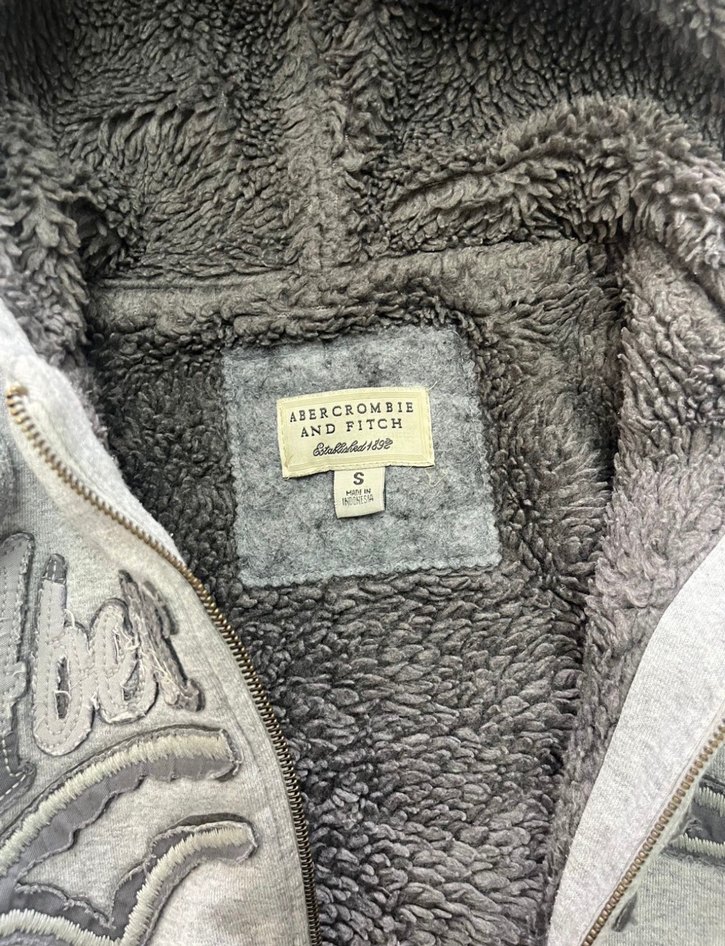 ABERCROMBIE
AND FITCH
Established 1892
S
MADE IN
INDONESIA